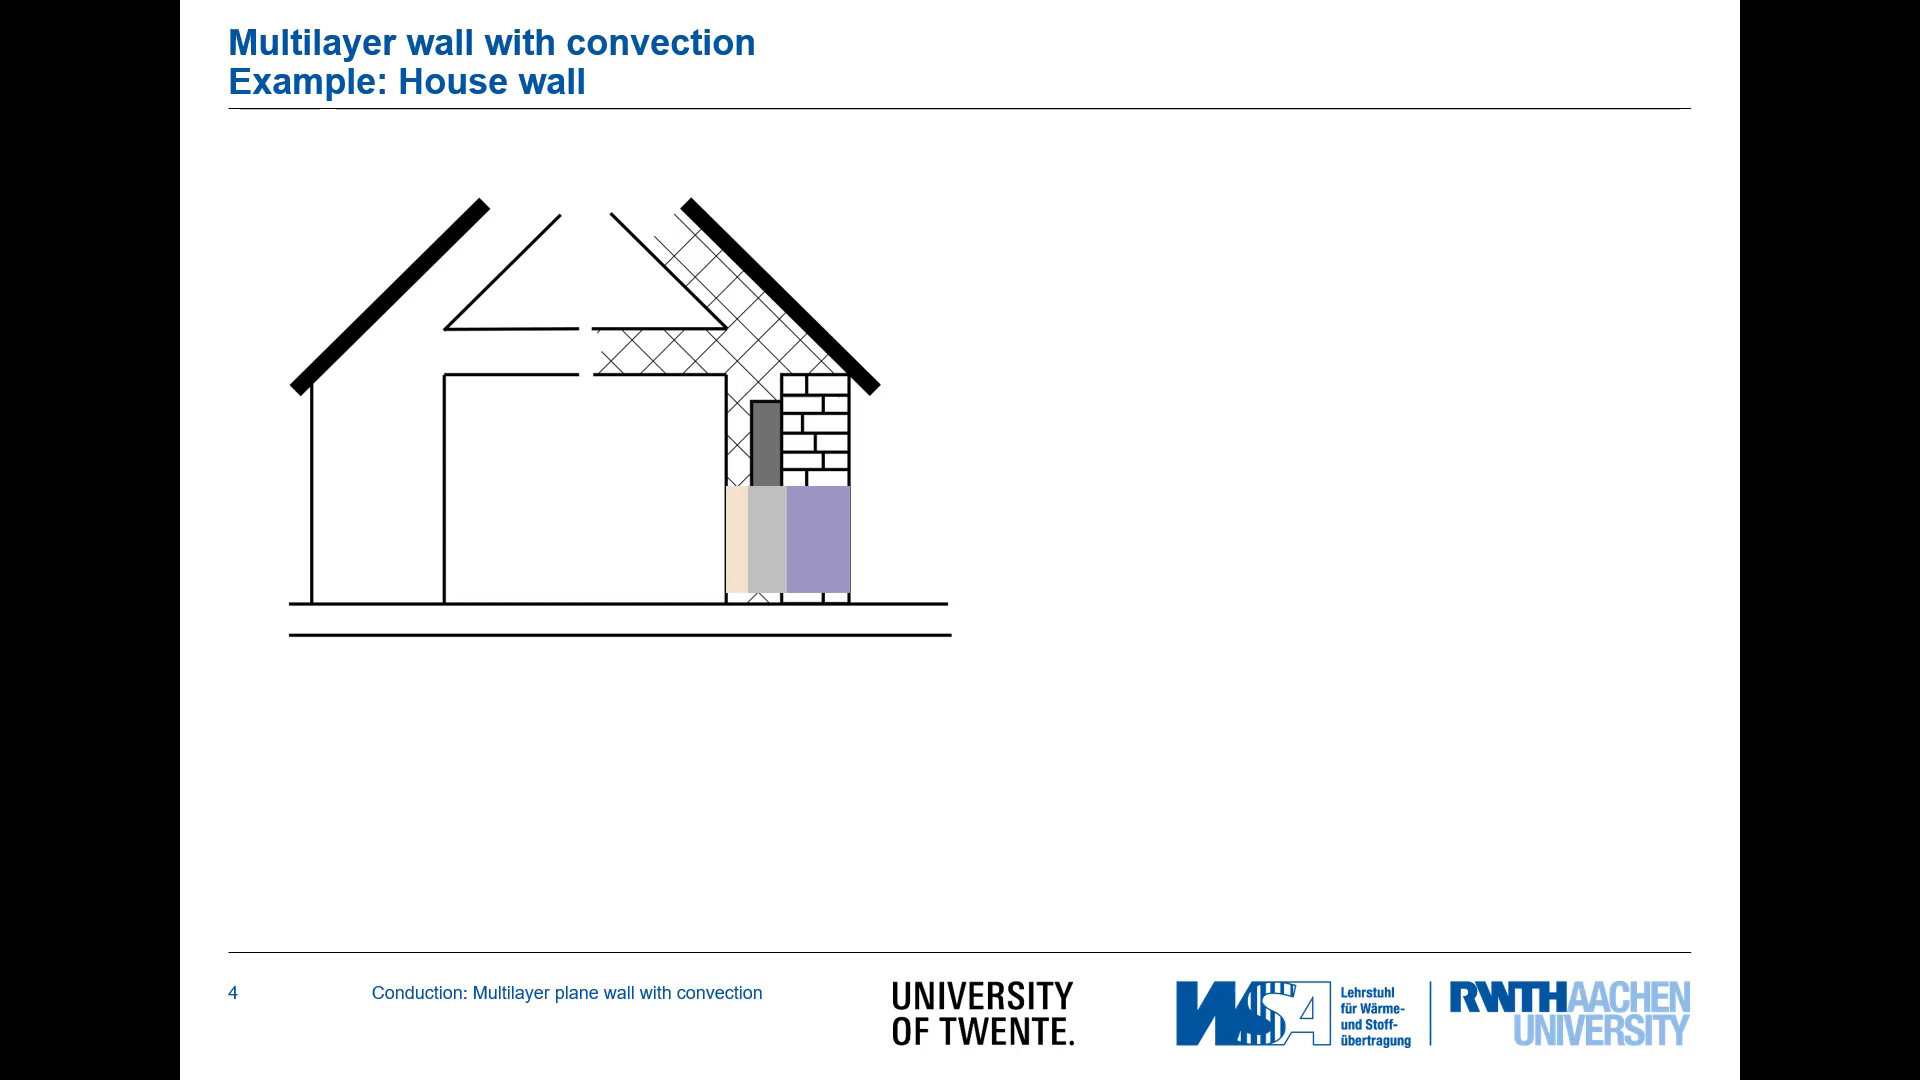 Multilayer wall with convection
Example: House wall
4
Conduction: Multilayer plane wall with convection
UNIVERSITY
OF TWENTE.
WSA
Lehrstuhl
für Wärme-
und Stoff-
übertragung
RWTHAACHEN
UNIVERSITY